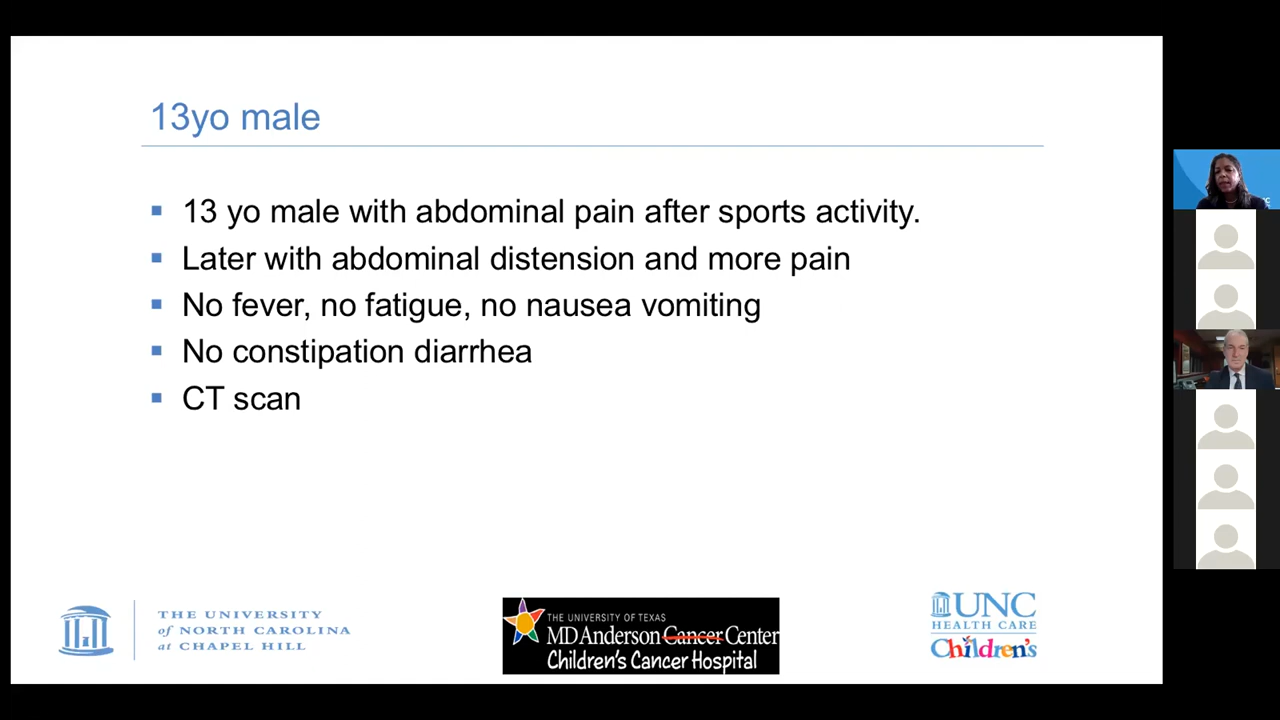 13yo male
13 yo male with abdominal pain after sports activity.
Later with abdominal distension and more pain
No fever, no fatigue, no nausea vomiting
No constipation diarrhea
CT scan
THE UNIVERSITY
of NORTH CAROLINA
at CHAPEL HILL
THE UNIVERSITY OF TEXAS
MD Anderson Cancer Center
Children's Cancer Hospital
UNC
HEALTH CARE
Children's